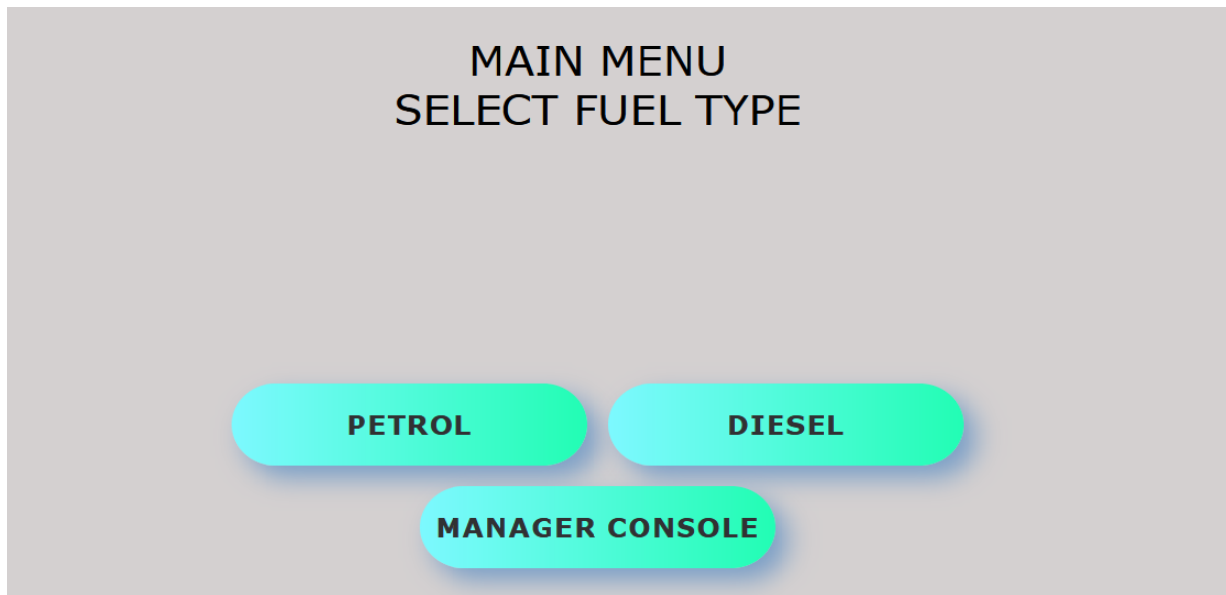 MAIN MENU
SELECT FUEL TYPE
PETROL
DIESEL
MANAGER CONSOLE